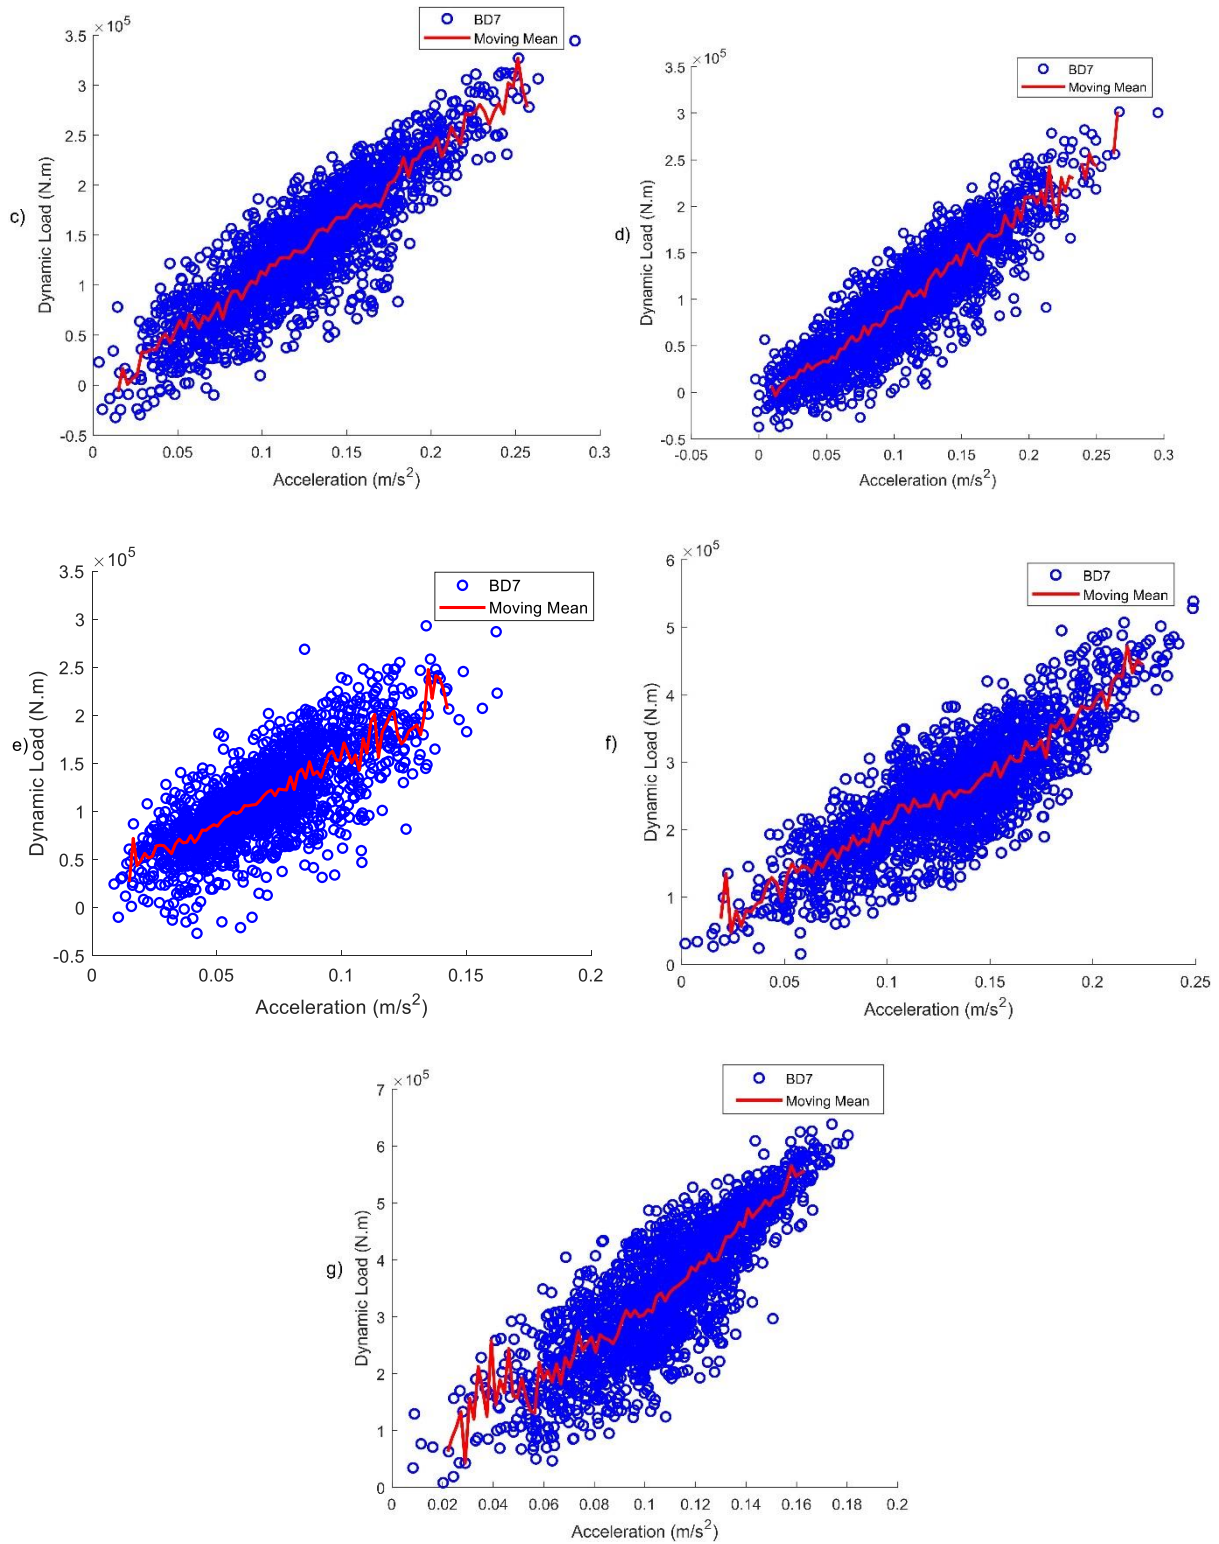 c)
×10^5
BD7
Moving Mean
3.5
3
2.5
2
1.5
1
0.5
0
-0.5
Dynamic Load (N.m)
0 0.05 0.1 0.15 0.2 0.25 0.3
Acceleration (m/s^2)
d)
×10^5
BD7
Moving Mean
3.5
3
2.5
2
1.5
1
0.5
0
-0.5
Dynamic Load (N.m)
-0.05 0 0.05 0.1 0.15 0.2 0.25 0.3
Acceleration (m/s^2)
e)
×10^5
BD7
Moving Mean
3.5
3
2.5
2
1.5
1
0.5
0
-0.5
Dynamic Load (N.m)
0 0.05 0.1 0.15 0.2
Acceleration (m/s^2)
f)
×10^5
BD7
Moving Mean
6
5
4
3
2
1
0
Dynamic Load (N.m)
0 0.05 0.1 0.15 0.2 0.25
Acceleration (m/s^2)
g)
×10^5
BD7
Moving Mean
7
6
5
4
3
2
1
0
Dynamic Load (N.m)
0 0.02 0.04 0.06 0.08 0.1 0.12 0.14 0.16 0.18 0.2
Acceleration (m/s^2)